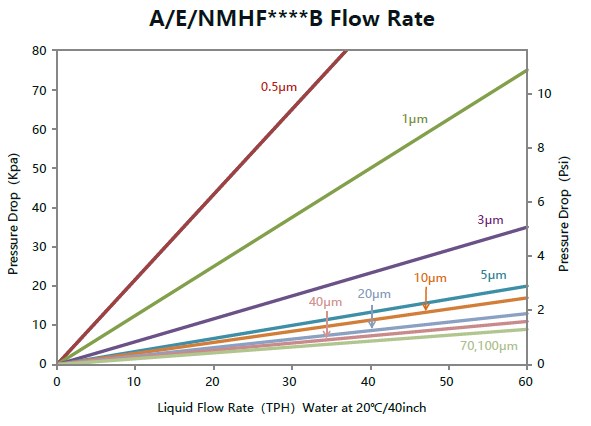 A/E/NMHF****B Flow Rate
80
70
60
50
40
30
20
10
0
Pressure Drop (Kpa)
0.5μm
1μm
3μm
5μm
10μm
20μm
40μm
70,100μm
10
8
6
4
2
0
Pressure Drop (Psi)
0 10 20 30 40 50 60
Liquid Flow Rate (TPH) Water at 20℃/40inch